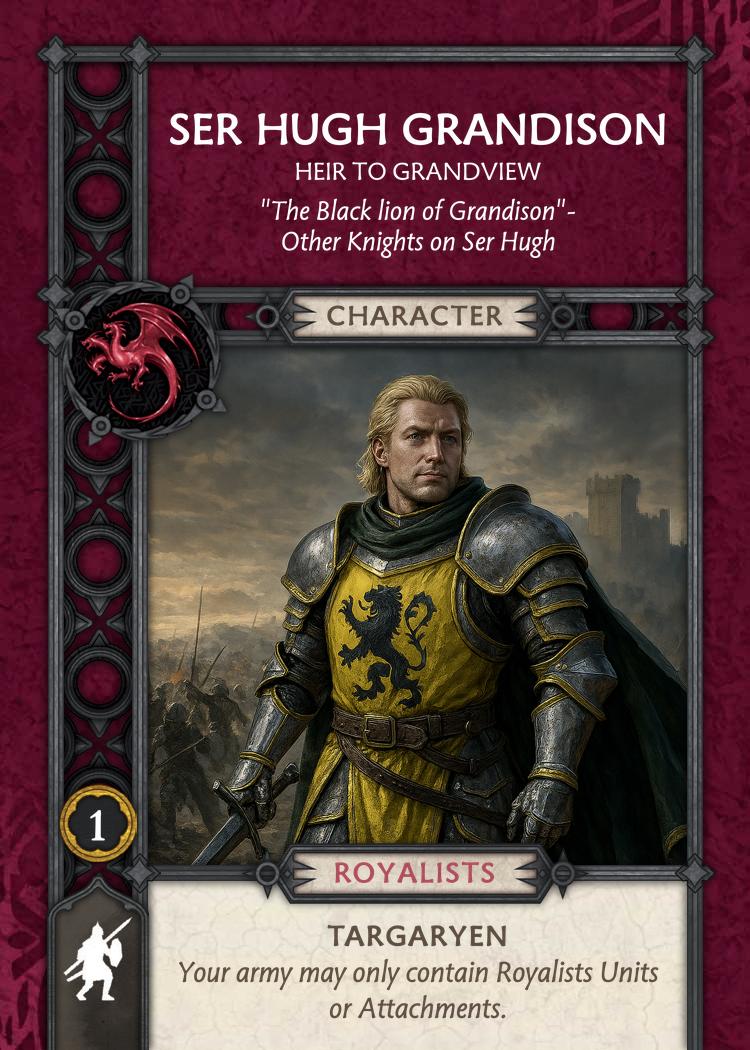 SER HUGH GRANDISON
HEIR TO GRANDVIEW
"The Black lion of Grandison"-
Other Knights on Ser Hugh
CHARACTER
1
ROYALISTS
TARGARYEN
Your army may only contain Royalists Units
or Attachments.